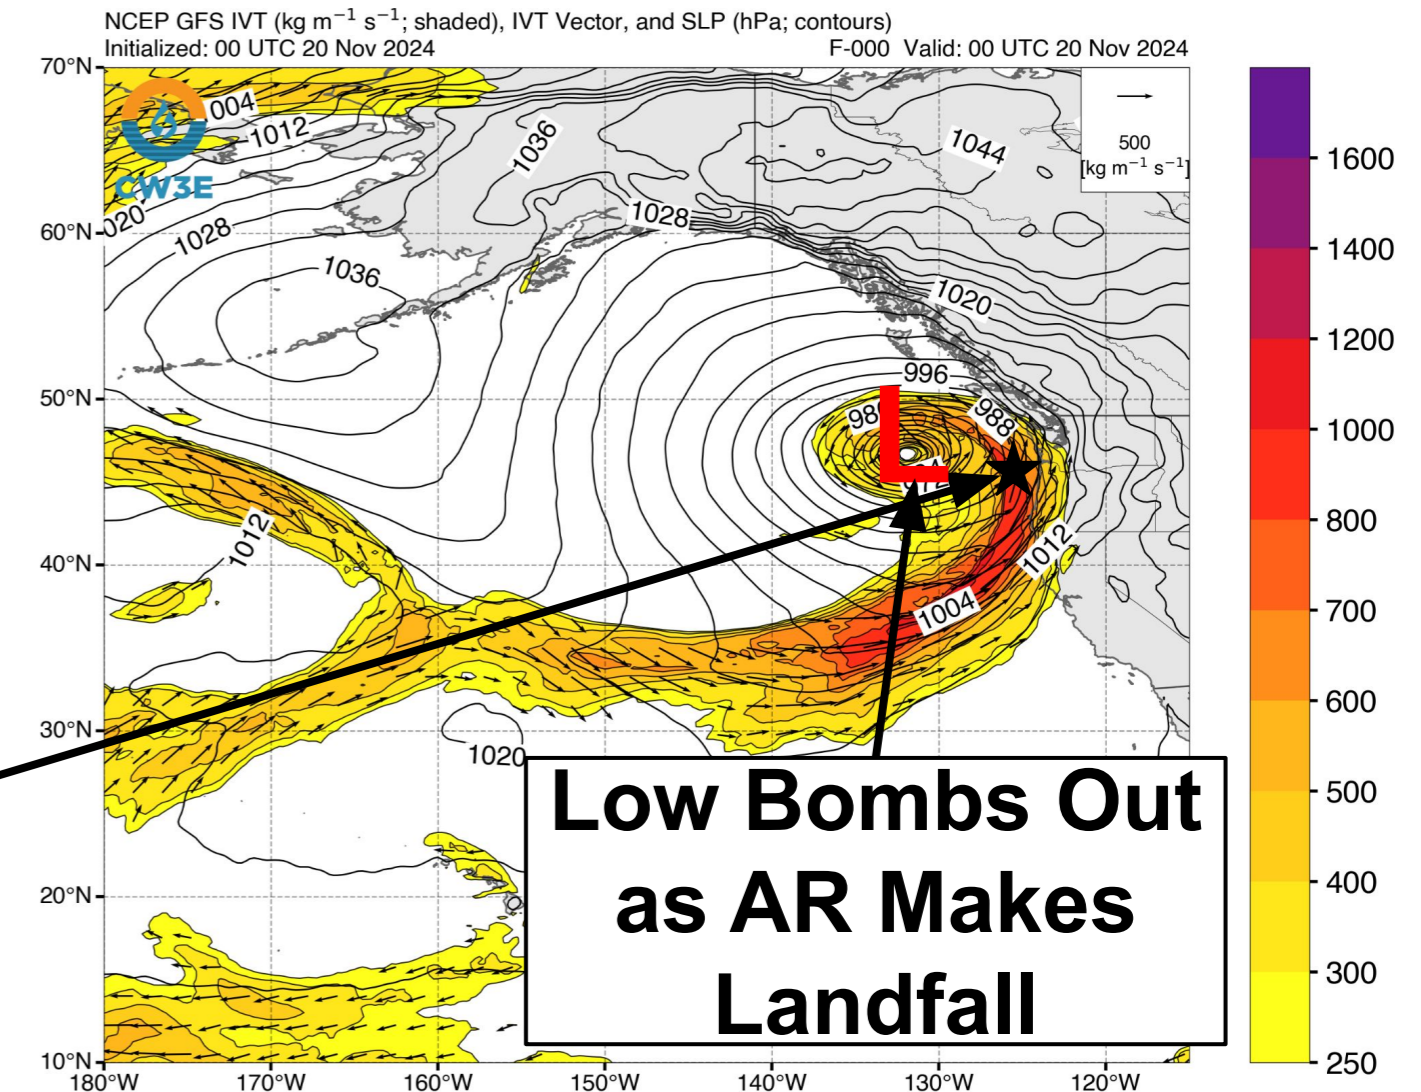 NCEP GFS IVT (kg m⁻¹ s⁻¹; shaded), IVT Vector, and SLP (hPa; contours)
Initialized: 00 UTC 20 Nov 2024
F-000 Valid: 00 UTC 20 Nov 2024
70°N
60°N
50°N
40°N
30°N
20°N
10°N
CW3E
004
1012
1036
1044
500
[kg m⁻¹ s⁻¹]
020
1028
1028
1036
1020
996
98
988
L
1012
1012
1004
1020
Low Bombs Out
as AR Makes
Landfall
180°W
170°W
160°W
150°W
140°W
130°W
120°W
1600
1400
1200
1000
800
700
600
500
400
300
250